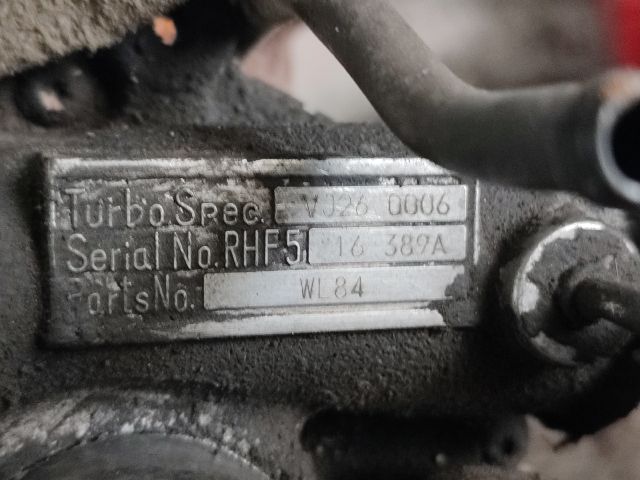 Turbo Spec. VJ26 0006
Serial No. RHF5 16 389A
Parts No. WL84